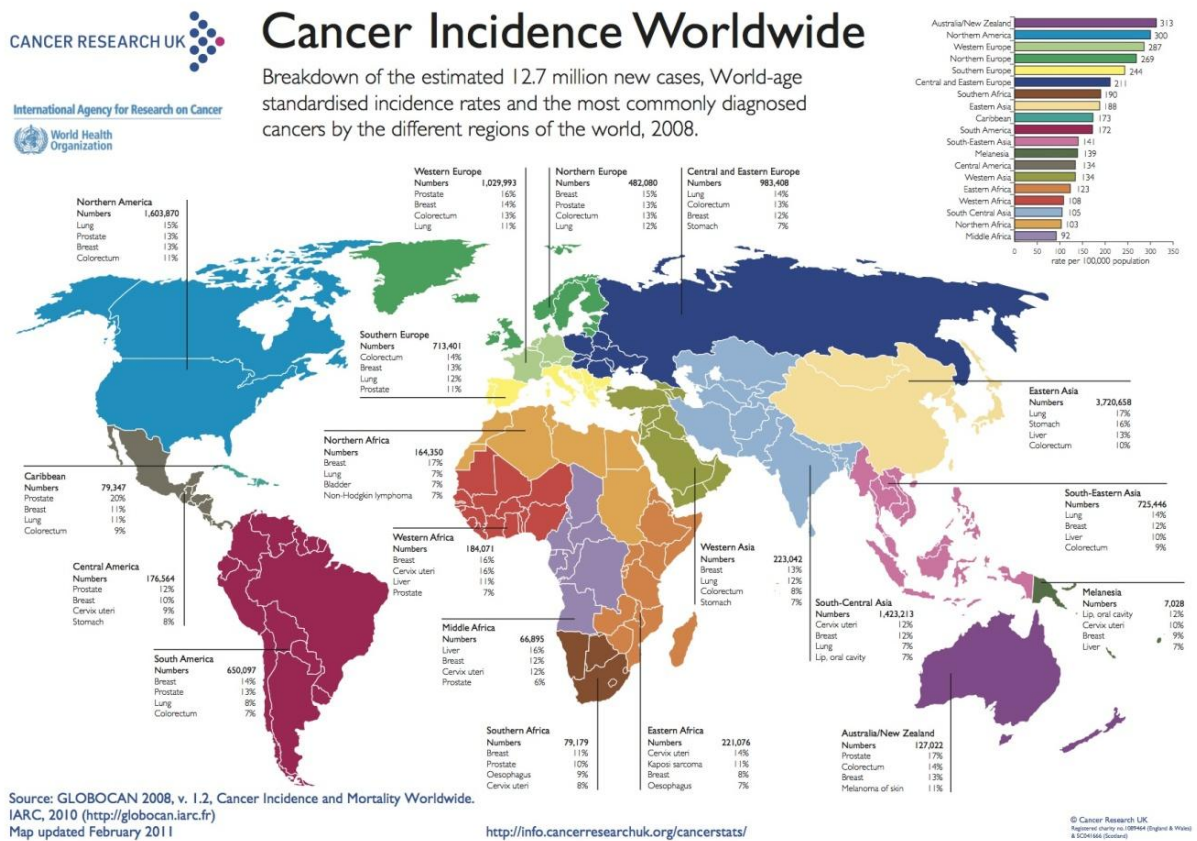 CANCER RESEARCH UK
International Agency for Research on Cancer
World Health
Organization
Cancer Incidence Worldwide
Breakdown of the estimated 12.7 million new cases, World-age
standardised incidence rates and the most commonly diagnosed
cancers by the different regions of the world, 2008.
Australia/New Zealand 313
Northern America 300
Western Europe 287
Northern Europe 269
Southern Europe 244
Central and Eastern Europe 211
Southern Africa 190
Eastern Asia 188
Caribbean 173
South America 172
South-Eastern Asia 141
Melanesia 139
Central America 134
Western Asia 134
Eastern Africa 123
Western Africa 108
South Central Asia 105
Northern Africa 103
Middle Africa 92
0 50 100 150 200 250 300 350
rate per 100,000 population
Northern America
Numbers 1,603,870
Lung 15%
Prostate 13%
Breast 13%
Colorectum 11%
Western Europe
Numbers 1,029,993
Prostate 16%
Breast 14%
Colorectum 13%
Lung 11%
Northern Europe
Numbers 482,080
Breast 15%
Prostate 13%
Colorectum 13%
Lung 12%
Central and Eastern Europe
Numbers 983,408
Lung 14%
Colorectum 13%
Breast 12%
Stomach 7%
Southern Europe
Numbers 713,401
Colorectum 14%
Breast 13%
Lung 12%
Prostate 11%
Eastern Asia
Numbers 3,720,658
Lung 17%
Stomach 16%
Liver 13%
Colorectum 10%
Northern Africa
Numbers 164,350
Breast 17%
Lung 7%
Bladder 7%
Non-Hodgkin lymphoma 7%
Caribbean
Numbers 79,347
Prostate 20%
Breast 11%
Lung 11%
Colorectum 9%
South-Eastern Asia
Numbers 725,446
Lung 14%
Breast 12%
Liver 10%
Colorectum 9%
Western Africa
Numbers 184,071
Breast 16%
Cervix uteri 16%
Liver 11%
Prostate 7%
Western Asia
Numbers 223,042
Breast 13%
Lung 12%
Colorectum 8%
Stomach 7%
Central America
Numbers 176,564
Prostate 12%
Breast 10%
Cervix uteri 9%
Stomach 8%
South-Central Asia
Numbers 1,423,213
Cervix uteri 12%
Breast 12%
Lung 7%
Lip, oral cavity 7%
Melanesia
Numbers 7,028
Lip, oral cavity 12%
Cervix uteri 10%
Breast 9%
Liver 7%
Middle Africa
Numbers 66,895
Liver 16%
Breast 12%
Cervix uteri 12%
Prostate 6%
South America
Numbers 650,097
Breast 14%
Prostate 13%
Lung 8%
Colorectum 7%
Southern Africa
Numbers 79,179
Breast 11%
Prostate 10%
Oesophagus 9%
Cervix uteri 8%
Eastern Africa
Numbers 221,076
Cervix uteri 14%
Kaposi sarcoma 11%
Breast 8%
Oesophagus 7%
Australia/New Zealand
Numbers 127,022
Prostate 17%
Colorectum 14%
Breast 13%
Melanoma of skin 11%
Source: GLOBOCAN 2008, v. 1.2, Cancer Incidence and Mortality Worldwide.
IARC, 2010 (http://globocan.iarc.fr)
Map updated February 2011
http://info.cancerresearchuk.org/cancerstats/
© Cancer Research UK
Registered charity no.1089464 (England & Wales)
& SC041666 (Scotland)